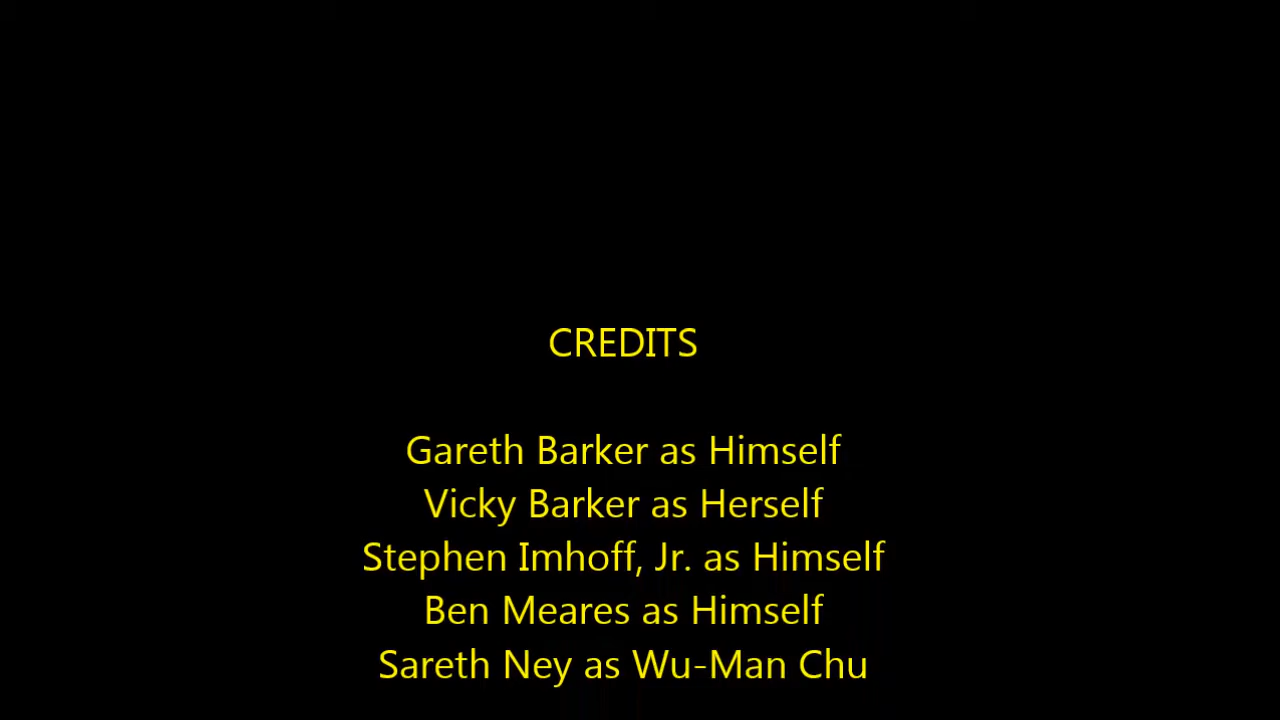 CREDITS
Gareth Barker as Himself
Vicky Barker as Herself
Stephen Imhoff, Jr. as Himself
Ben Meares as Himself
Sareth Ney as Wu-Man Chu